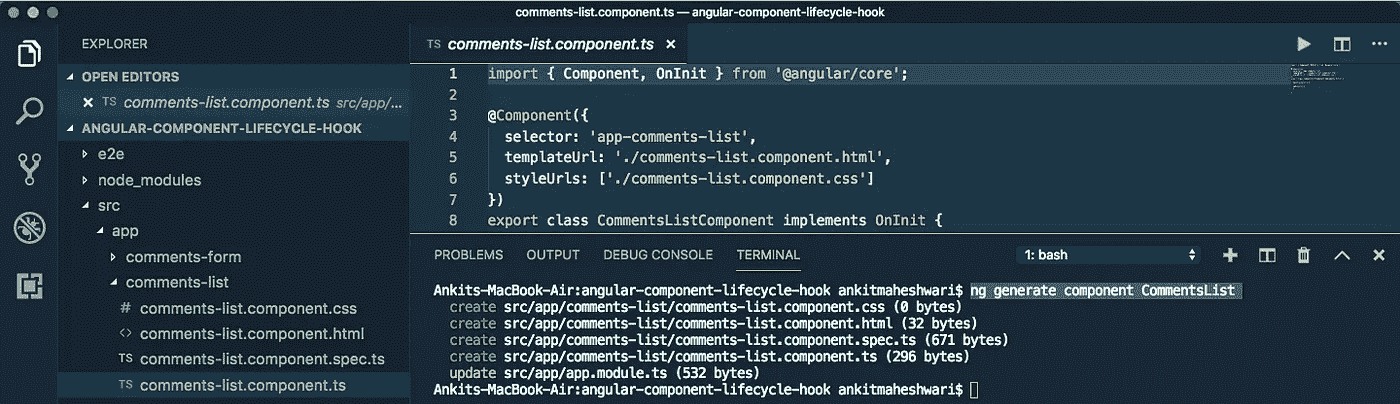 comments-list.component.ts — angular-component-lifecycle-hook
EXPLORER
OPEN EDITORS
TS comments-list.component.ts src/app/...
ANGULAR-COMPONENT-LIFECYCLE-HOOK
e2e
node_modules
src
app
comments-form
comments-list
# comments-list.component.css
<> comments-list.component.html
TS comments-list.component.spec.ts
TS comments-list.component.ts
TS comments-list.component.ts
1 import { Component, OnInit } from '@angular/core';
2
3 @Component({
4 selector: 'app-comments-list',
5 templateUrl: './comments-list.component.html',
6 styleUrls: ['./comments-list.component.css']
7 })
8 export class CommentsListComponent implements OnInit {
PROBLEMS OUTPUT DEBUG CONSOLE TERMINAL 1: bash
Ankits-MacBook-Air:angular-component-lifecycle-hook ankitmaheshwari$ ng generate component CommentsList
create src/app/comments-list/comments-list.component.css (0 bytes)
create src/app/comments-list/comments-list.component.html (32 bytes)
create src/app/comments-list/comments-list.component.spec.ts (671 bytes)
create src/app/comments-list/comments-list.component.ts (296 bytes)
update src/app/app.module.ts (532 bytes)
Ankits-MacBook-Air:angular-component-lifecycle-hook ankitmaheshwari$